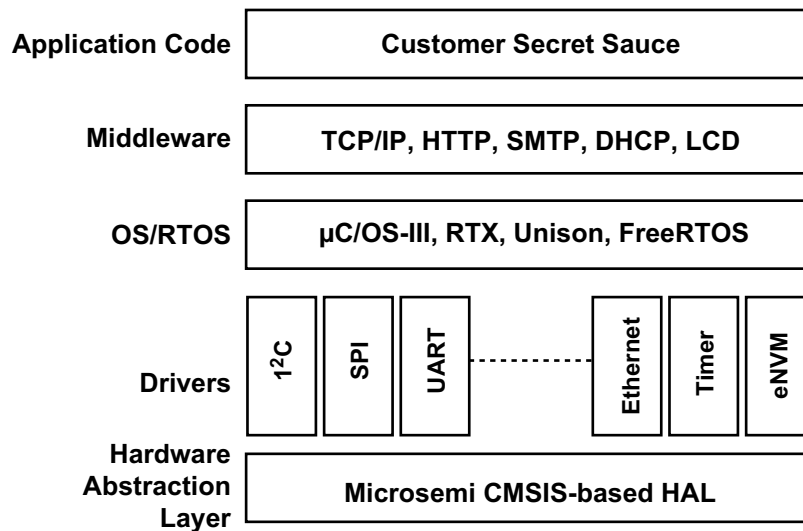 Application Code
Customer Secret Sauce
Middleware
TCP/IP, HTTP, SMTP, DHCP, LCD
OS/RTOS
µC/OS-III, RTX, Unison, FreeRTOS
Drivers
1²C
SPI
UART
Ethernet
Timer
eNVM
Hardware
Abstraction
Layer
Microsemi CMSIS-based HAL